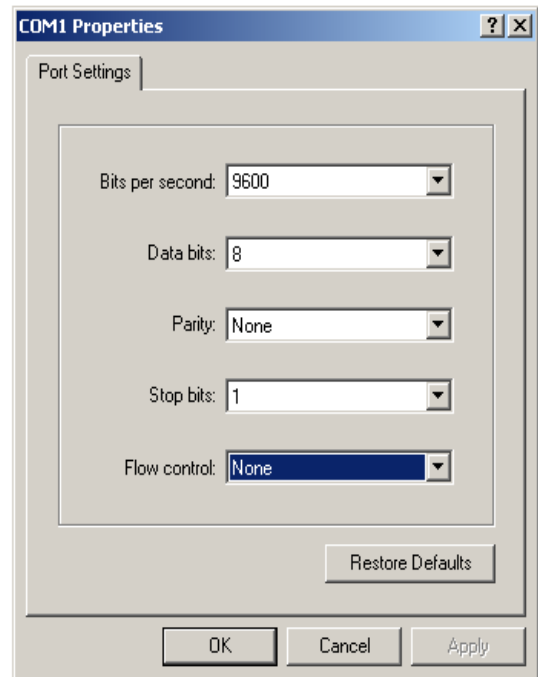 COM1 Properties
Port Settings
Bits per second: 9600
Data bits: 8
Parity: None
Stop bits: 1
Flow control: None
Restore Defaults
OK Cancel Apply